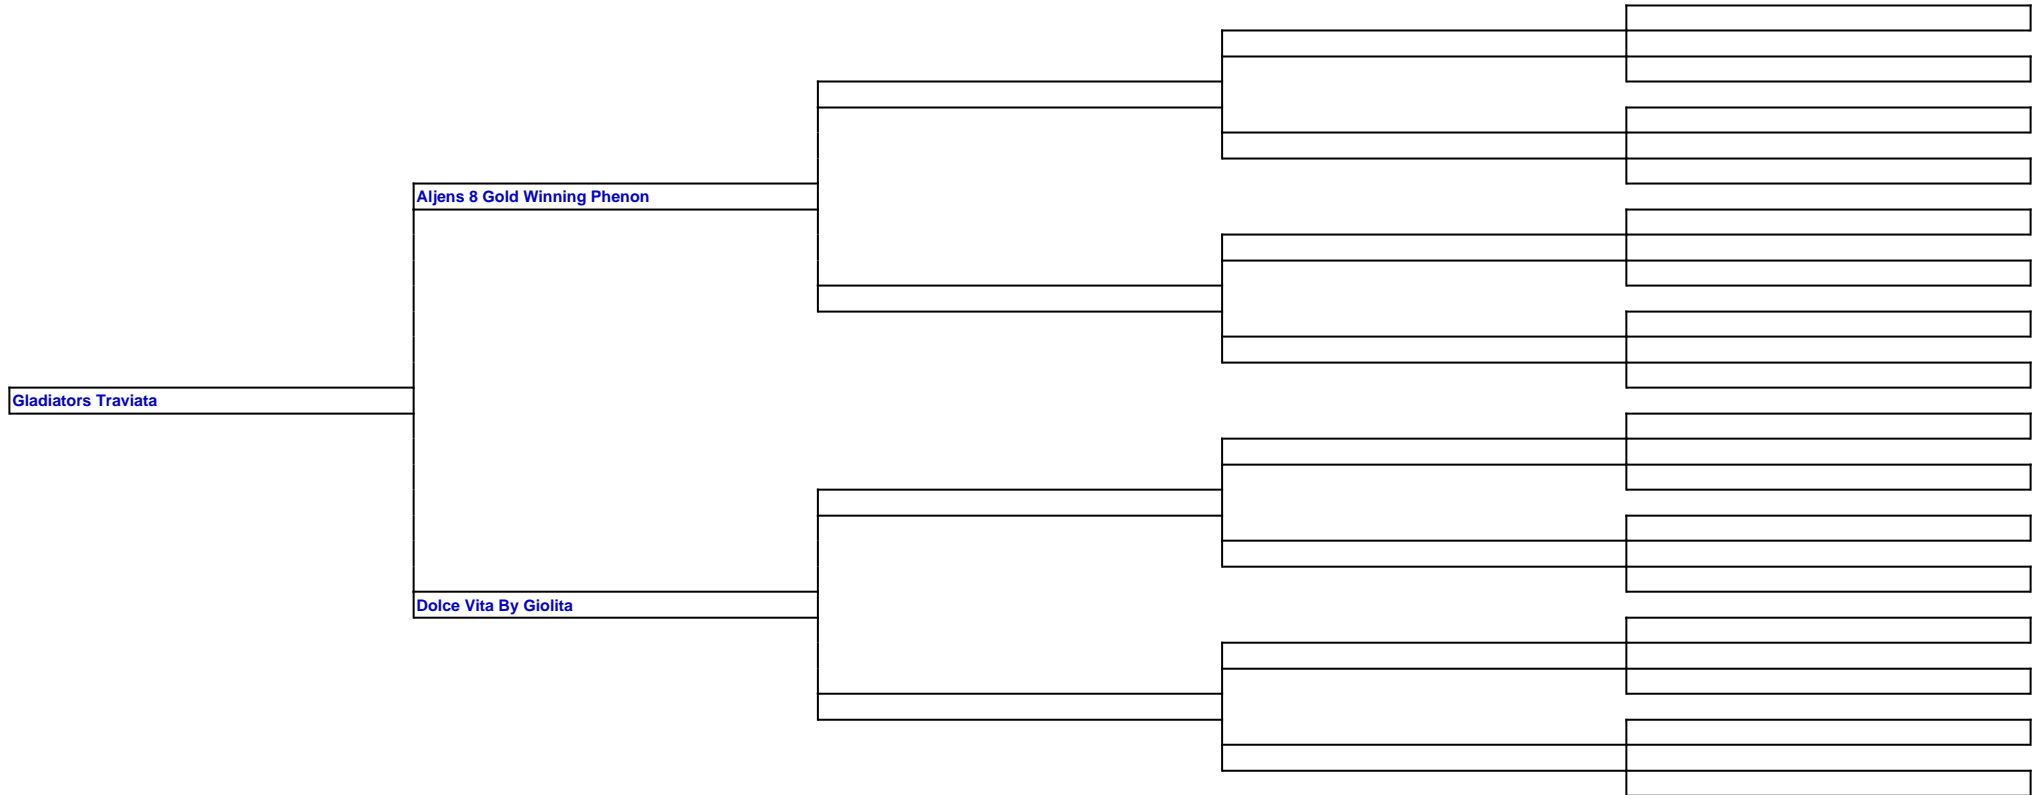 Aljens 8 Gold Winning Phenon
Gladiators Traviata
Dolce Vita By Giolita